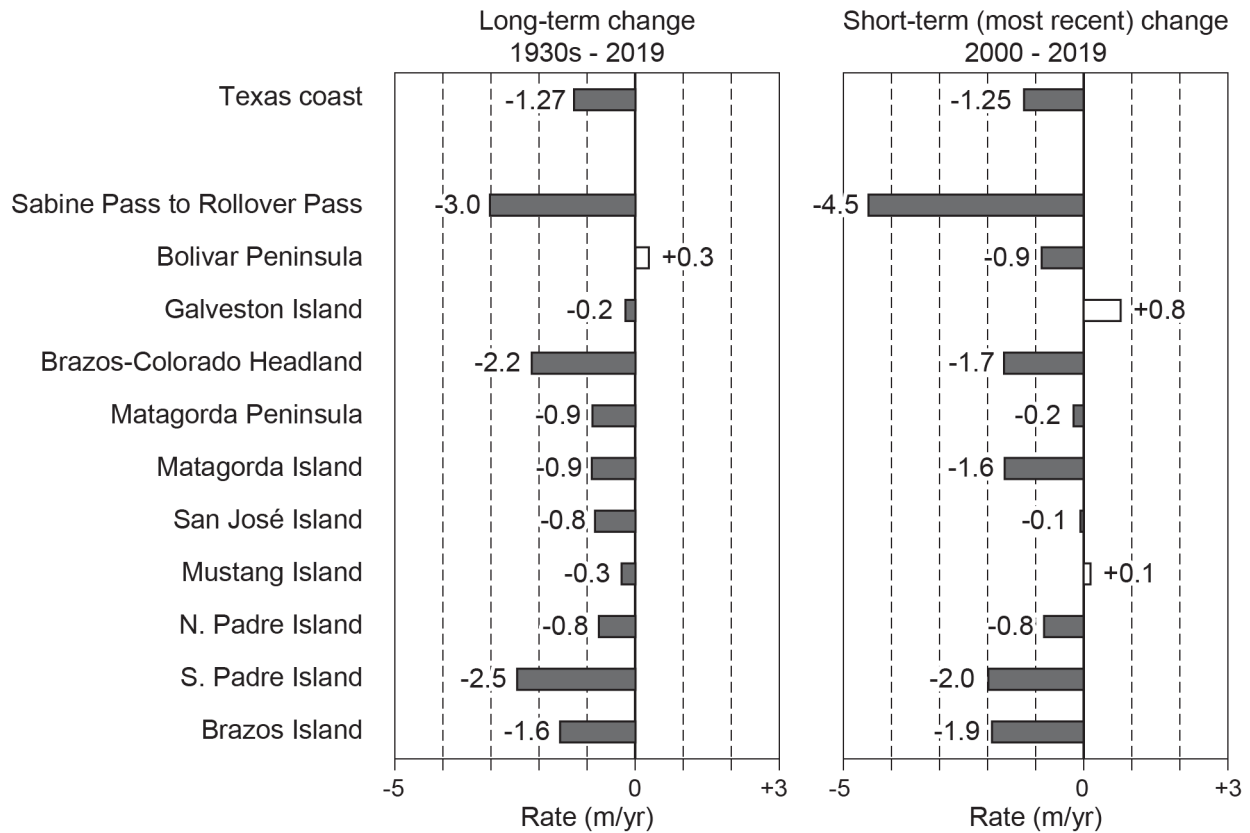 Long-term change
1930s - 2019
Short-term (most recent) change
2000 - 2019
Texas coast
-1.27
-1.25
Sabine Pass to Rollover Pass
-3.0
-4.5
Bolivar Peninsula
+0.3
-0.9
Galveston Island
-0.2
+0.8
Brazos-Colorado Headland
-2.2
-1.7
Matagorda Peninsula
-0.9
-0.2
Matagorda Island
-0.9
-1.6
San José Island
-0.8
-0.1
Mustang Island
-0.3
+0.1
N. Padre Island
-0.8
-0.8
S. Padre Island
-2.5
-2.0
Brazos Island
-1.6
-1.9
-5
0
+3
-5
0
+3
Rate (m/yr)
Rate (m/yr)